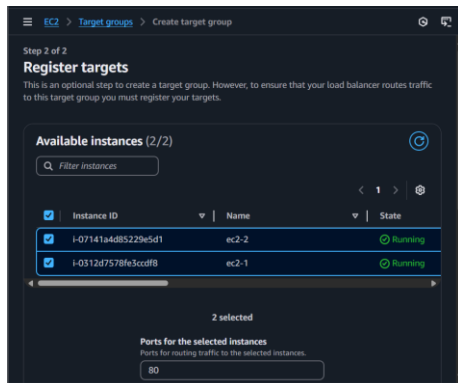 EC2 > Target groups > Create target group
Step 2 of 2
Register targets
This is an optional step to create a target group. However, to ensure that your load balancer routes traffic
to this target group you must register your targets.
Available instances (2/2)
Filter instances
< 1 >
Instance ID Name State
i-07141a4d85229e5d1 ec2-2 Running
i-0312d7578fe3ccdf8 ec2-1 Running
2 selected
Ports for the selected instances
Ports for routing traffic to the selected instances.
80